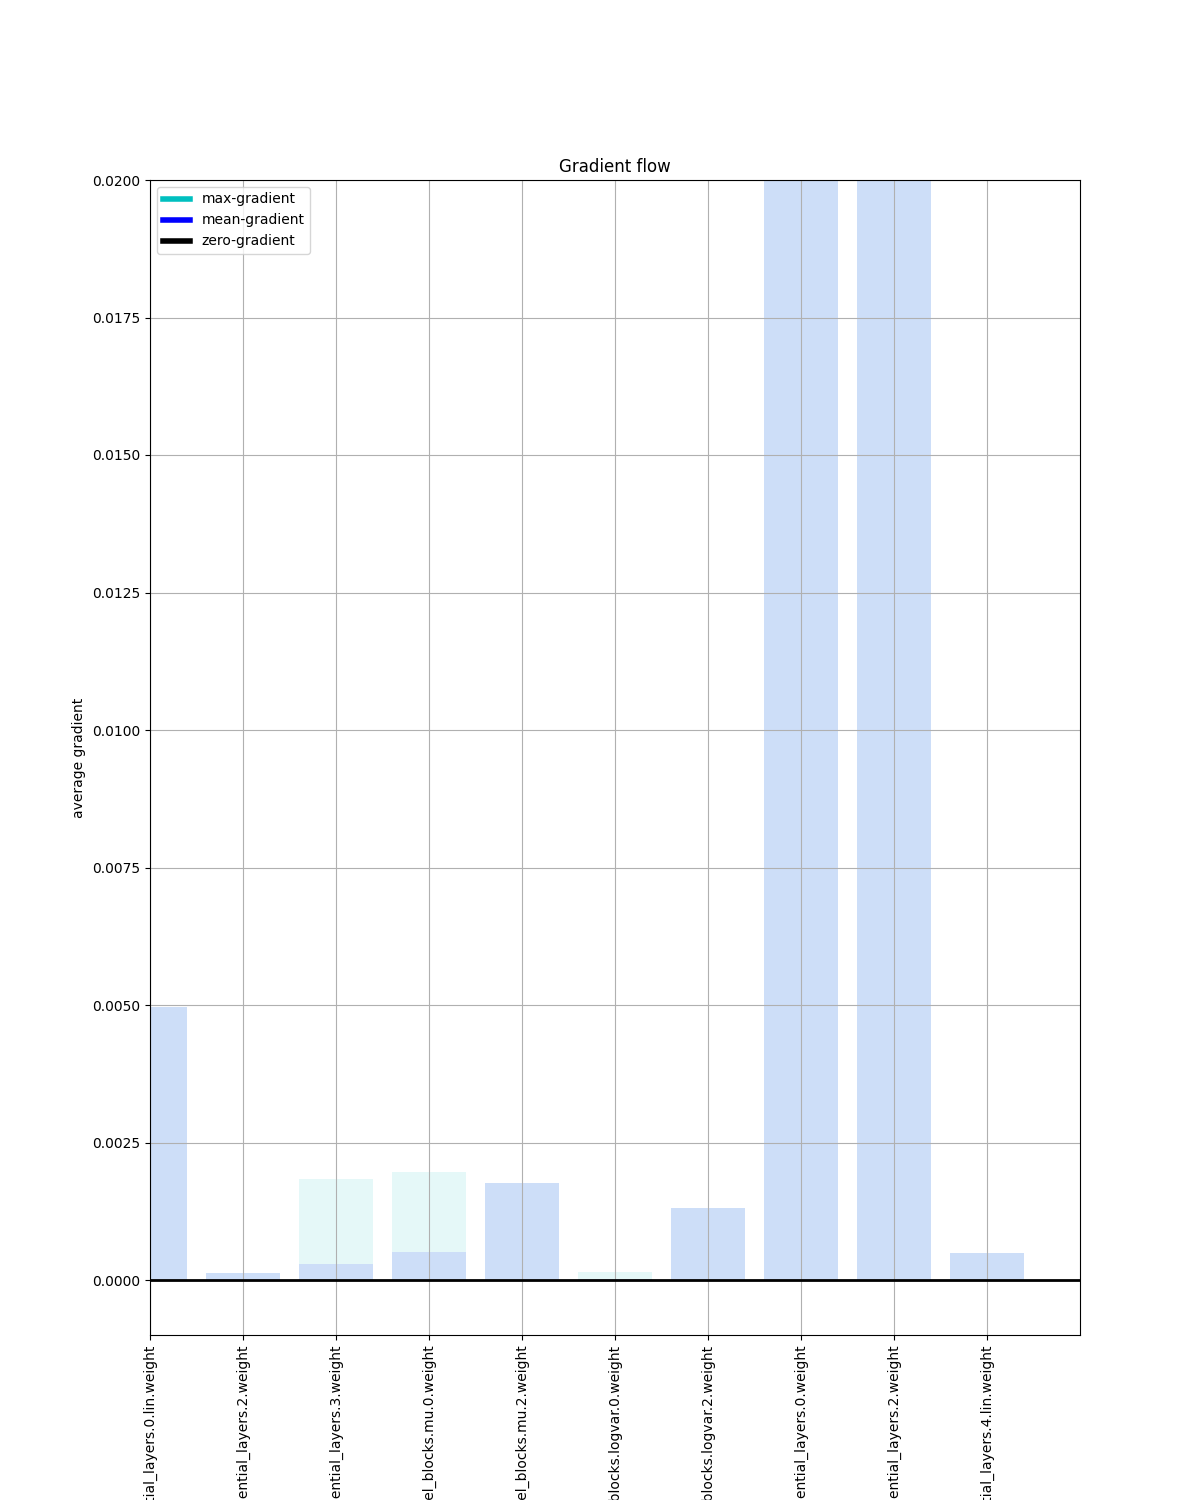 Gradient flow
max-gradient
mean-gradient
zero-gradient
average gradient
0.0200
0.0175
0.0150
0.0125
0.0100
0.0075
0.0050
0.0025
0.0000
tial_layers.0.lin.weight
ential_layers.2.weight
ential_layers.3.weight
el_blocks.mu.0.weight
el_blocks.mu.2.weight
blocks.logvar.0.weight
blocks.logvar.2.weight
ential_layers.0.weight
ential_layers.2.weight
tial_layers.4.lin.weight